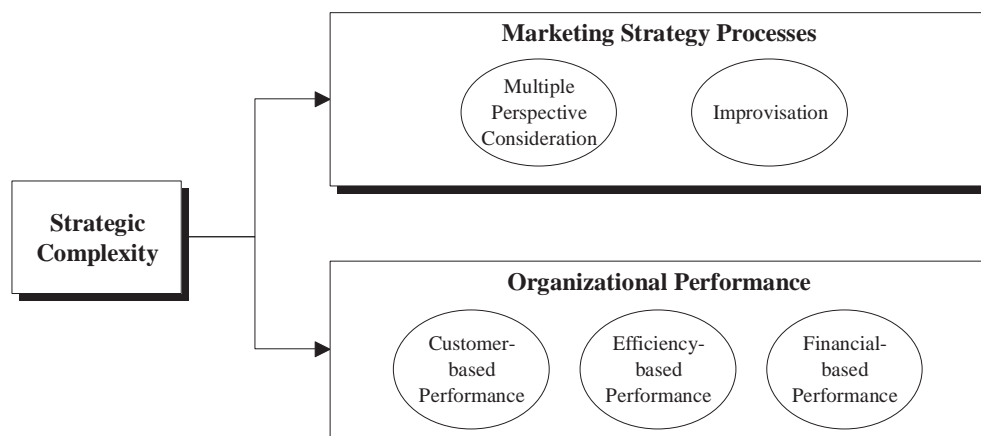 Marketing Strategy Processes
Multiple
Perspective
Consideration
Improvisation
Strategic
Complexity
Organizational Performance
Customer-
based
Performance
Efficiency-
based
Performance
Financial-
based
Performance